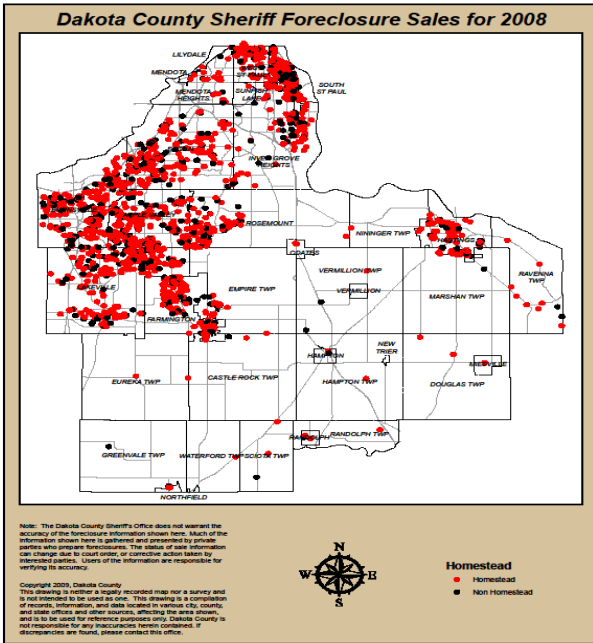 Dakota County Sheriff Foreclosure Sales for 2008
LILYDALE
MENDOTA
WEST
ST PAUL
SOUTH
ST PAUL
MENDOTA
HEIGHTS
SUNFISH
LAKE
EAGAN
INVER GROVE
HEIGHTS
APPLE VALLEY
ROSEMOUNT
NININGER TWP
HASTINGS
COATES
VERMILLION TWP
RAVENNA
TWP
LAKEVILLE
EMPIRE TWP
VERMILLION
MARSHAN TWP
FARMINGTON
HAMPTON
NEW
TRIER
MIESVILLE
EUREKA TWP
CASTLE ROCK TWP
HAMPTON TWP
DOUGLAS TWP
RANDOLPH
RANDOLPH TWP
GREENVALE TWP
WATERFORD TWP
SCIOTA TWP
NORTHFIELD
Note: The Dakota County Sheriff's Office does not warrant the
accuracy of the foreclosure information shown here. Much of the
information shown here is gathered and presented by private
parties who prepare foreclosures. The status of sale information
can change due to court order, or corrective action taken by
interested parties. Users of the information are responsible for
verifying its accuracy.
Copyright 2009, Dakota County
This drawing is neither a legally recorded map nor a survey and
is not intended to be used as one. This drawing is a compilation
of records, information, and data located in various city, county,
and state offices and other sources, affecting the area shown,
and is to be used for reference purposes only. Dakota County is
not responsible for any inaccuracies herein contained. If
discrepancies are found, please contact this office.
N
W E
S
Homestead
Homestead
Non Homestead